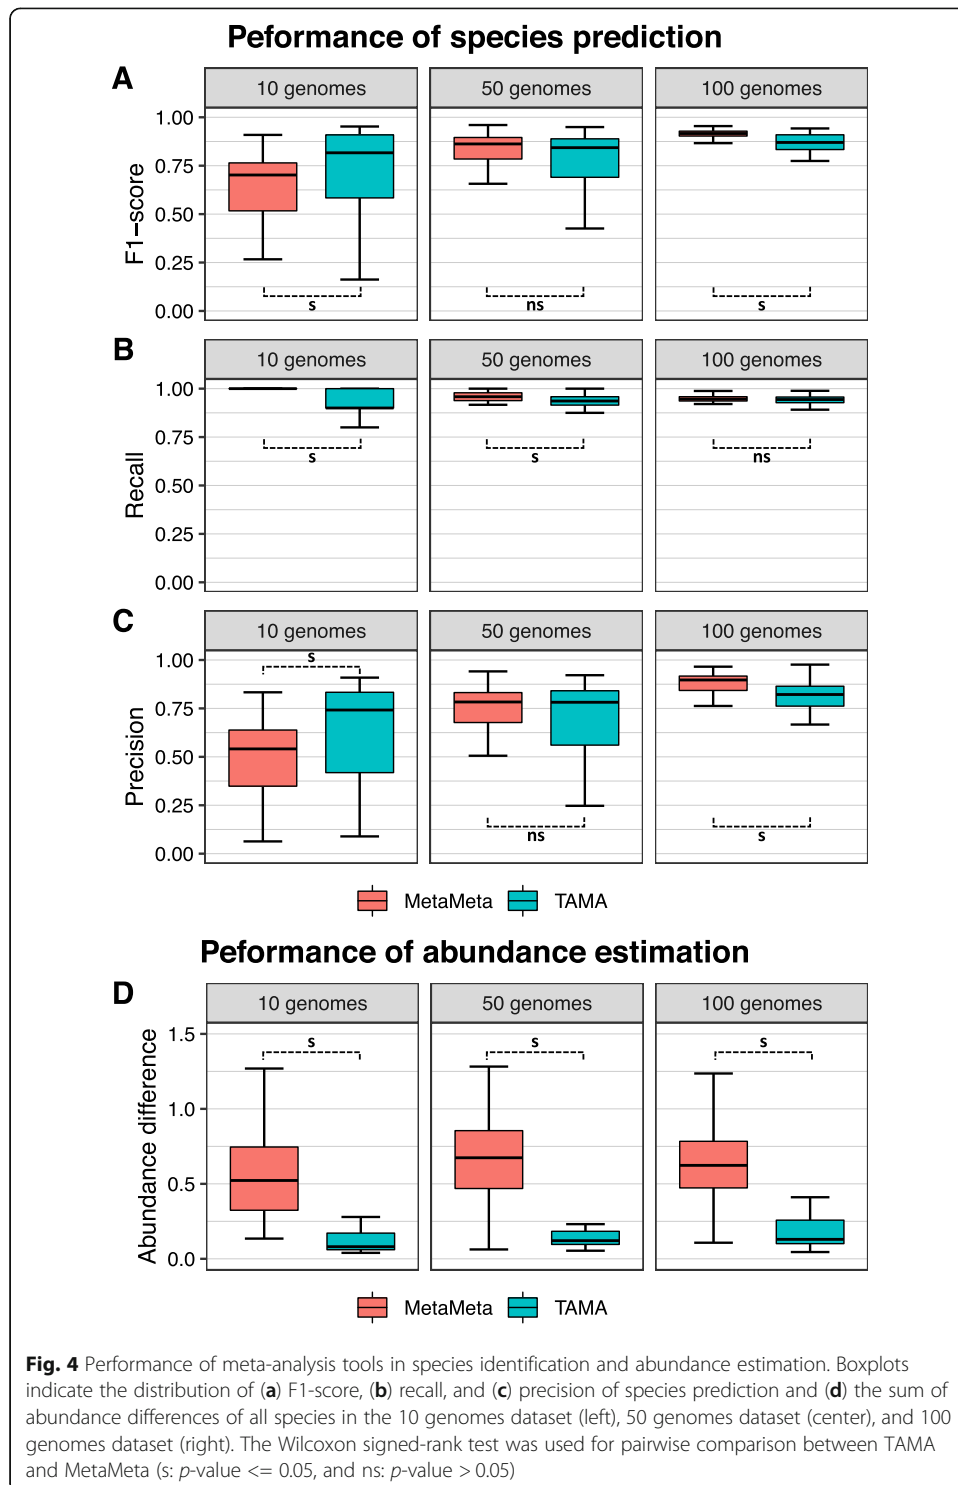 Peformance of species prediction
A
10 genomes
50 genomes
100 genomes
F1−score
1.00
0.75
0.50
0.25
0.00
s
ns
s
B
10 genomes
50 genomes
100 genomes
Recall
1.00
0.75
0.50
0.25
0.00
s
s
ns
C
10 genomes
50 genomes
100 genomes
Precision
1.00
0.75
0.50
0.25
0.00
s
ns
s
MetaMeta TAMA
Peformance of abundance estimation
D
10 genomes
50 genomes
100 genomes
Abundance difference
1.5
1.0
0.5
0.0
s
s
s
MetaMeta TAMA
Fig. 4 Performance of meta-analysis tools in species identification and abundance estimation. Boxplots
indicate the distribution of (a) F1-score, (b) recall, and (c) precision of species prediction and (d) the sum of
abundance differences of all species in the 10 genomes dataset (left), 50 genomes dataset (center), and 100
genomes dataset (right). The Wilcoxon signed-rank test was used for pairwise comparison between TAMA
and MetaMeta (s: p-value <= 0.05, and ns: p-value > 0.05)